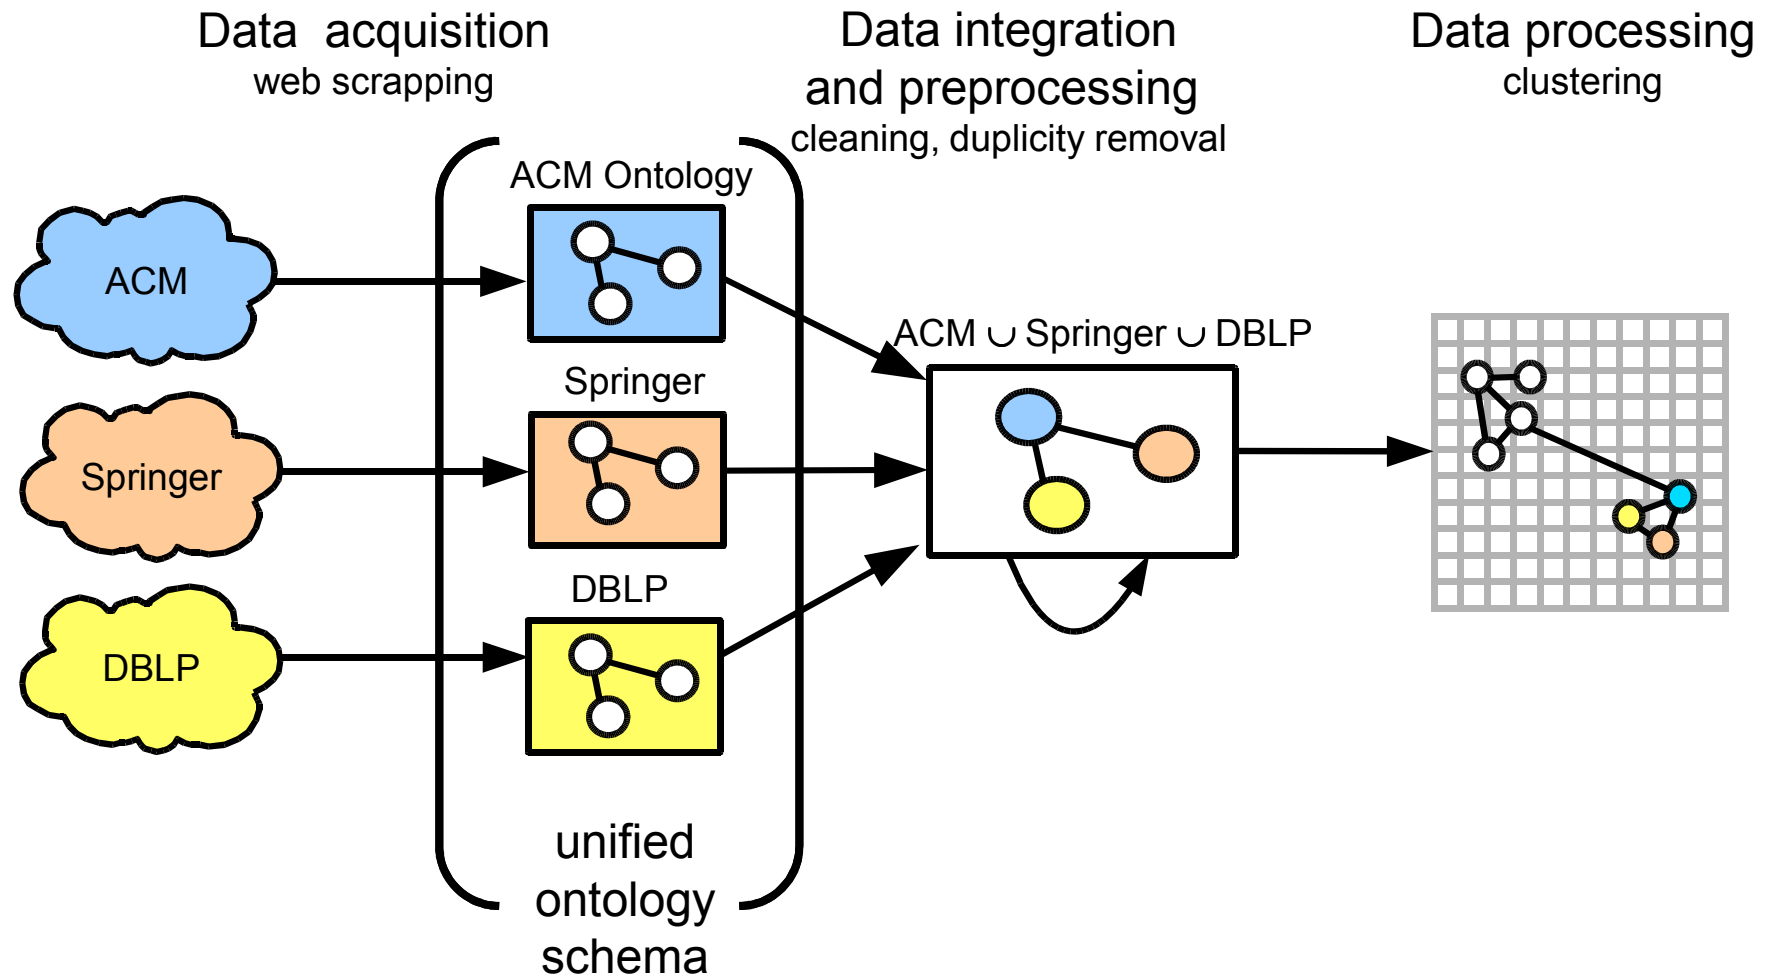 Data acquisition
web scrapping
Data integration
and preprocessing
cleaning, duplicity removal
Data processing
clustering
ACM
Springer
DBLP
ACM Ontology
Springer
DBLP
unified
ontology
schema
ACM ∪ Springer ∪ DBLP